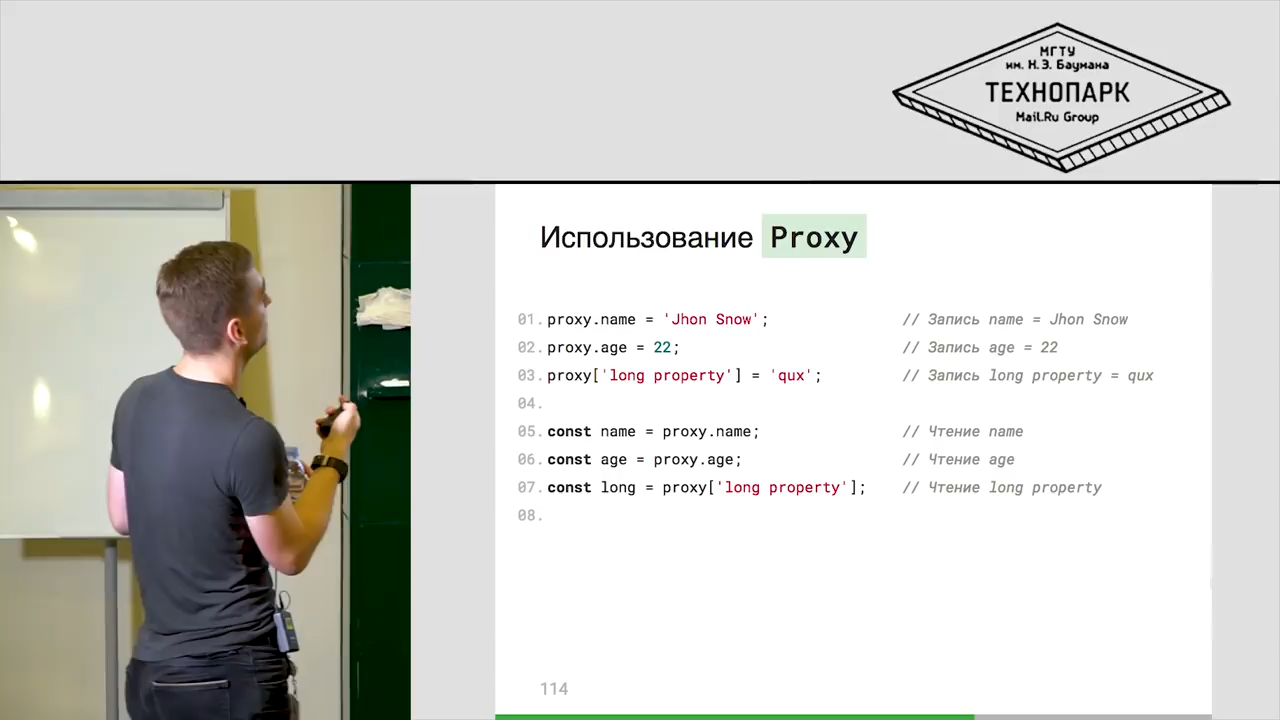 МГТУ
им. Н.Э. Баумана
ТЕХНОПАРК
Mail.Ru Group
Использование Proxy
01. proxy.name = 'Jhon Snow'; // Запись name = Jhon Snow
02. proxy.age = 22; // Запись age = 22
03. proxy['long property'] = 'qux'; // Запись long property = qux
04.
05. const name = proxy.name; // Чтение name
06. const age = proxy.age; // Чтение age
07. const long = proxy['long property']; // Чтение long property
08.
114